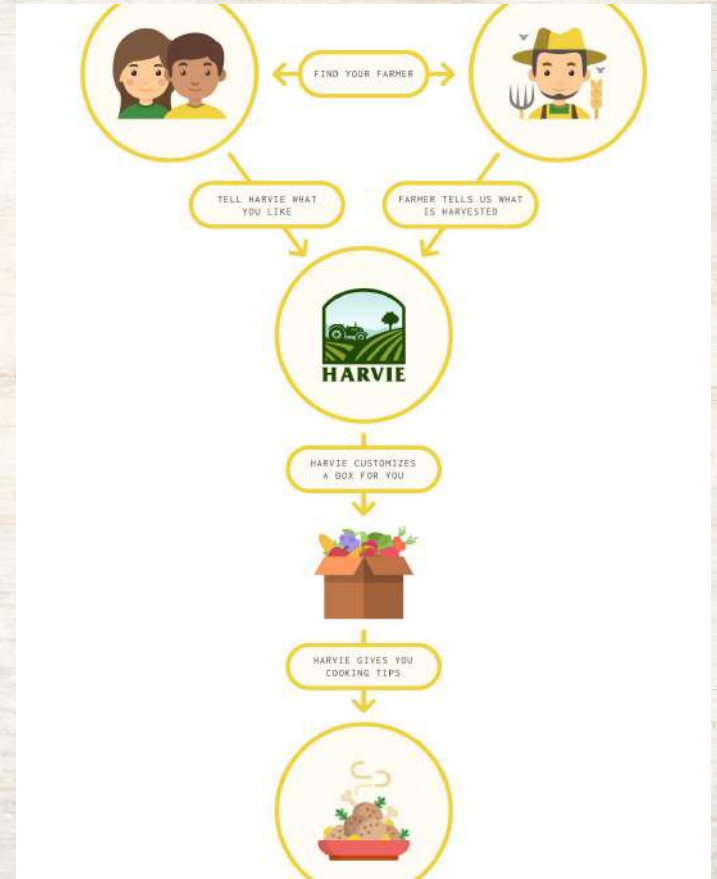 FIND YOUR FARMER
TELL HARVIE WHAT
YOU LIKE
FARMER TELLS US WHAT
IS HARVESTED
HARVIE
HARVIE CUSTOMIZES
A BOX FOR YOU
HARVIE GIVES YOU
COOKING TIPS